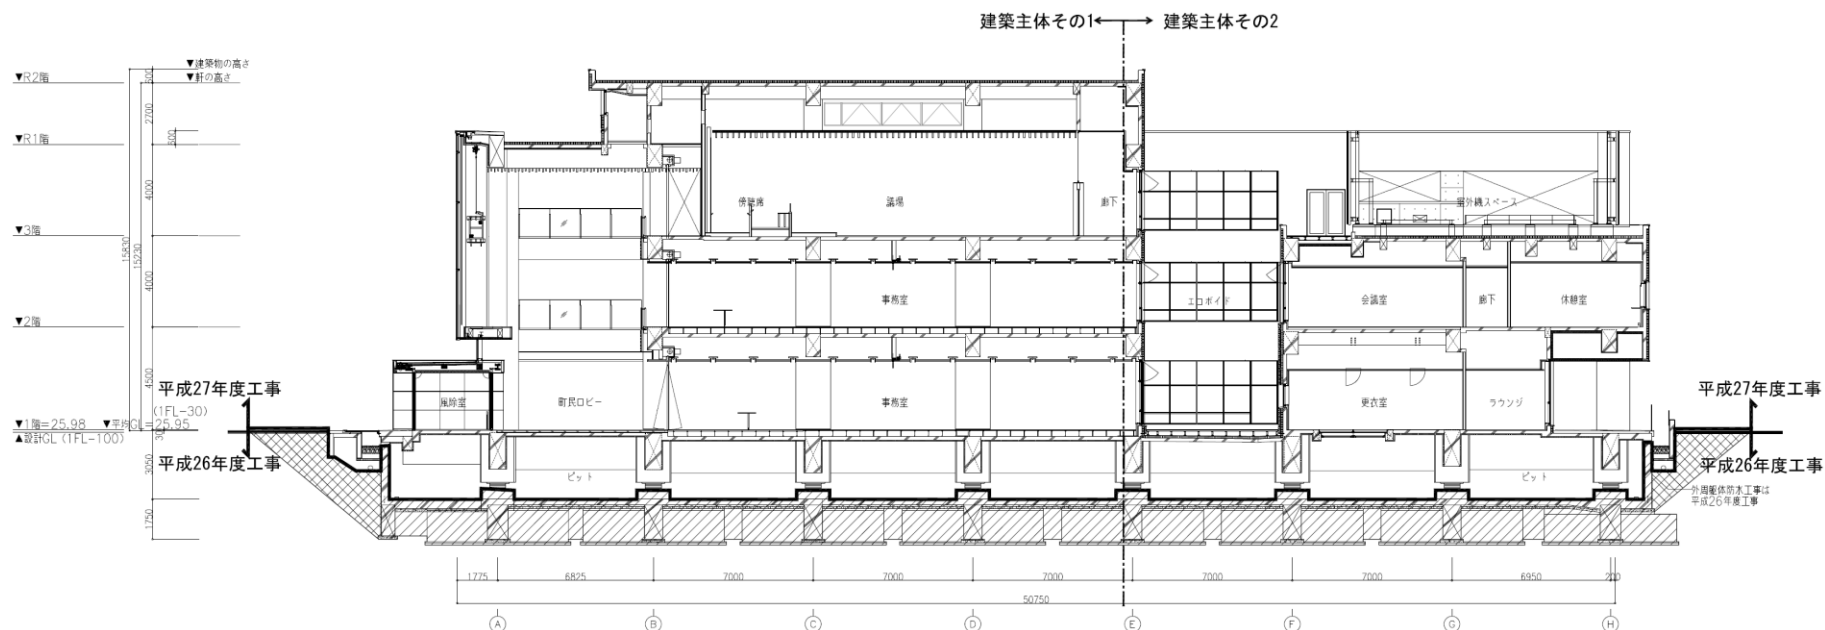 建築主体その1 建築主体その2
▼建築物の高さ
▼R2階
▼軒の高さ
600
2700
▼R1階
600
4000
傍聴席
議場
廊下
室外機スペース
▼3階
15830
15230
4000
事務室
エコボイド
会議室
廊下
休憩室
▼2階
4500
平成27年度工事
平成27年度工事
風除室
町民ロビー
事務室
更衣室
ラウンジ
(1FL-30)
▼1階=25.98 ▼平均GL=25.95
▲設計GL (1FL-100)
30
平成26年度工事
平成26年度工事
3050
ピット
ピット
外周躯体防水工事は
平成26年度工事
1750
1775 6825 7000 7000 7000 7000 7000 6950 200
50750
A B C D E F G H